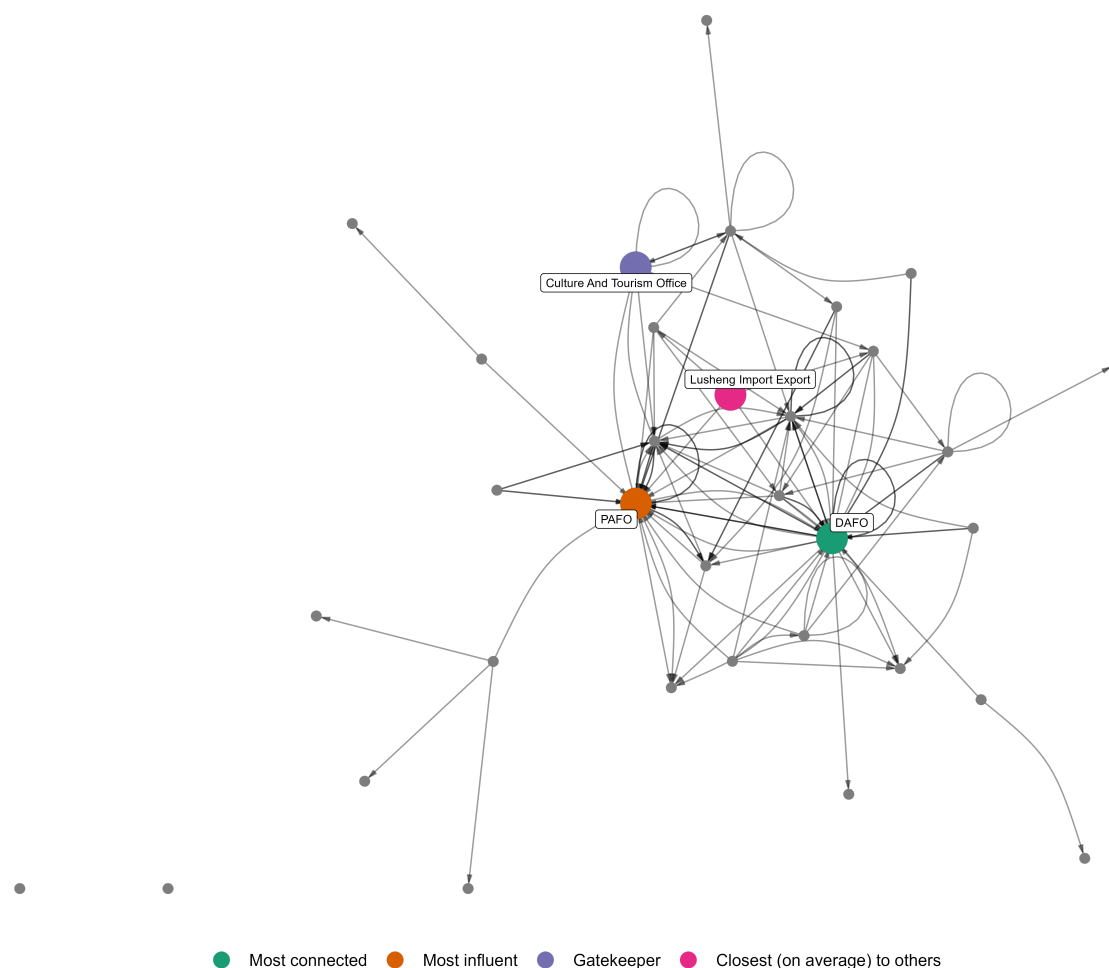 Culture And Tourism Office
Lusheng Import Export
PAFO
DAFO
Most connected
Most influent
Gatekeeper
Closest (on average) to others